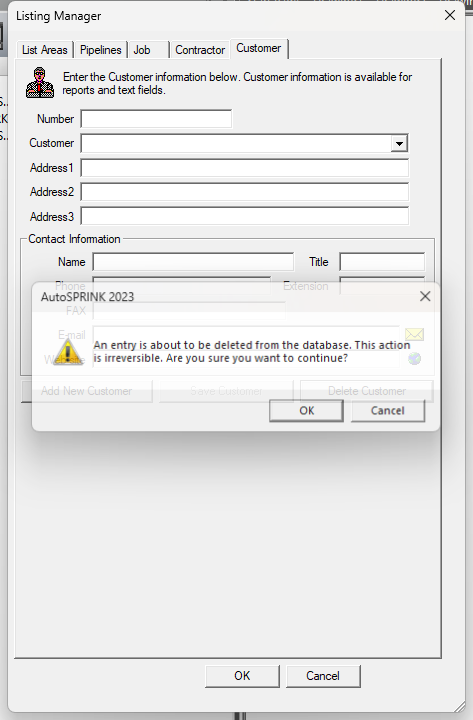 Listing Manager
List Areas
Pipelines
Job
Contractor
Customer
Enter the Customer information below. Customer information is available for
reports and text fields.
Number
Customer
Address1
Address2
Address3
Contact Information
Name
Title
Phone
Extension
AutoSPRINK 2023
FAX
E-mail
An entry is about to be deleted from the database. This action
is irreversible. Are you sure you want to continue?
Add New Customer
Save Customer
Delete Customer
OK
Cancel
OK
Cancel